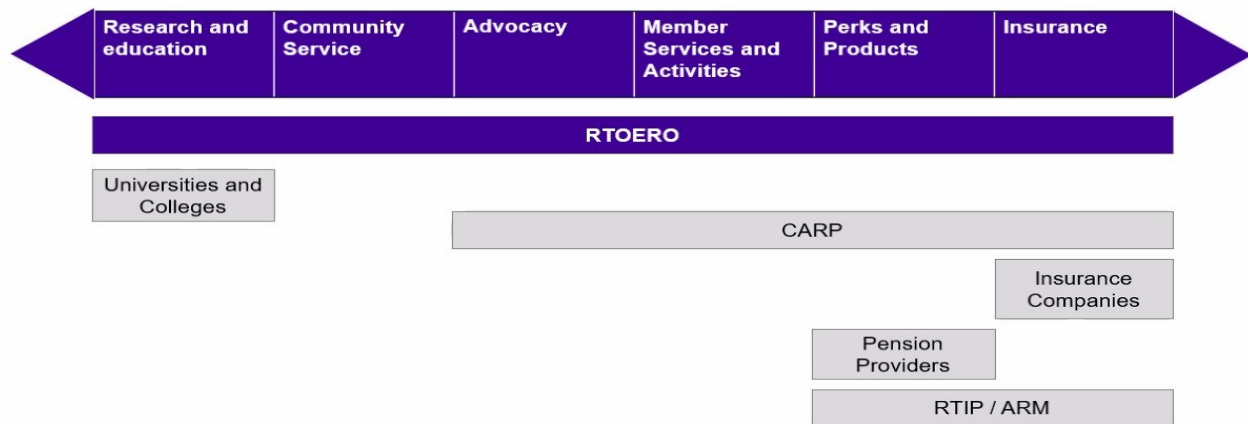 Research and
education
Community
Service
Advocacy
Member
Services and
Activities
Perks and
Products
Insurance
RTOERO
Universities and
Colleges
CARP
Insurance
Companies
Pension
Providers
RTIP / ARM